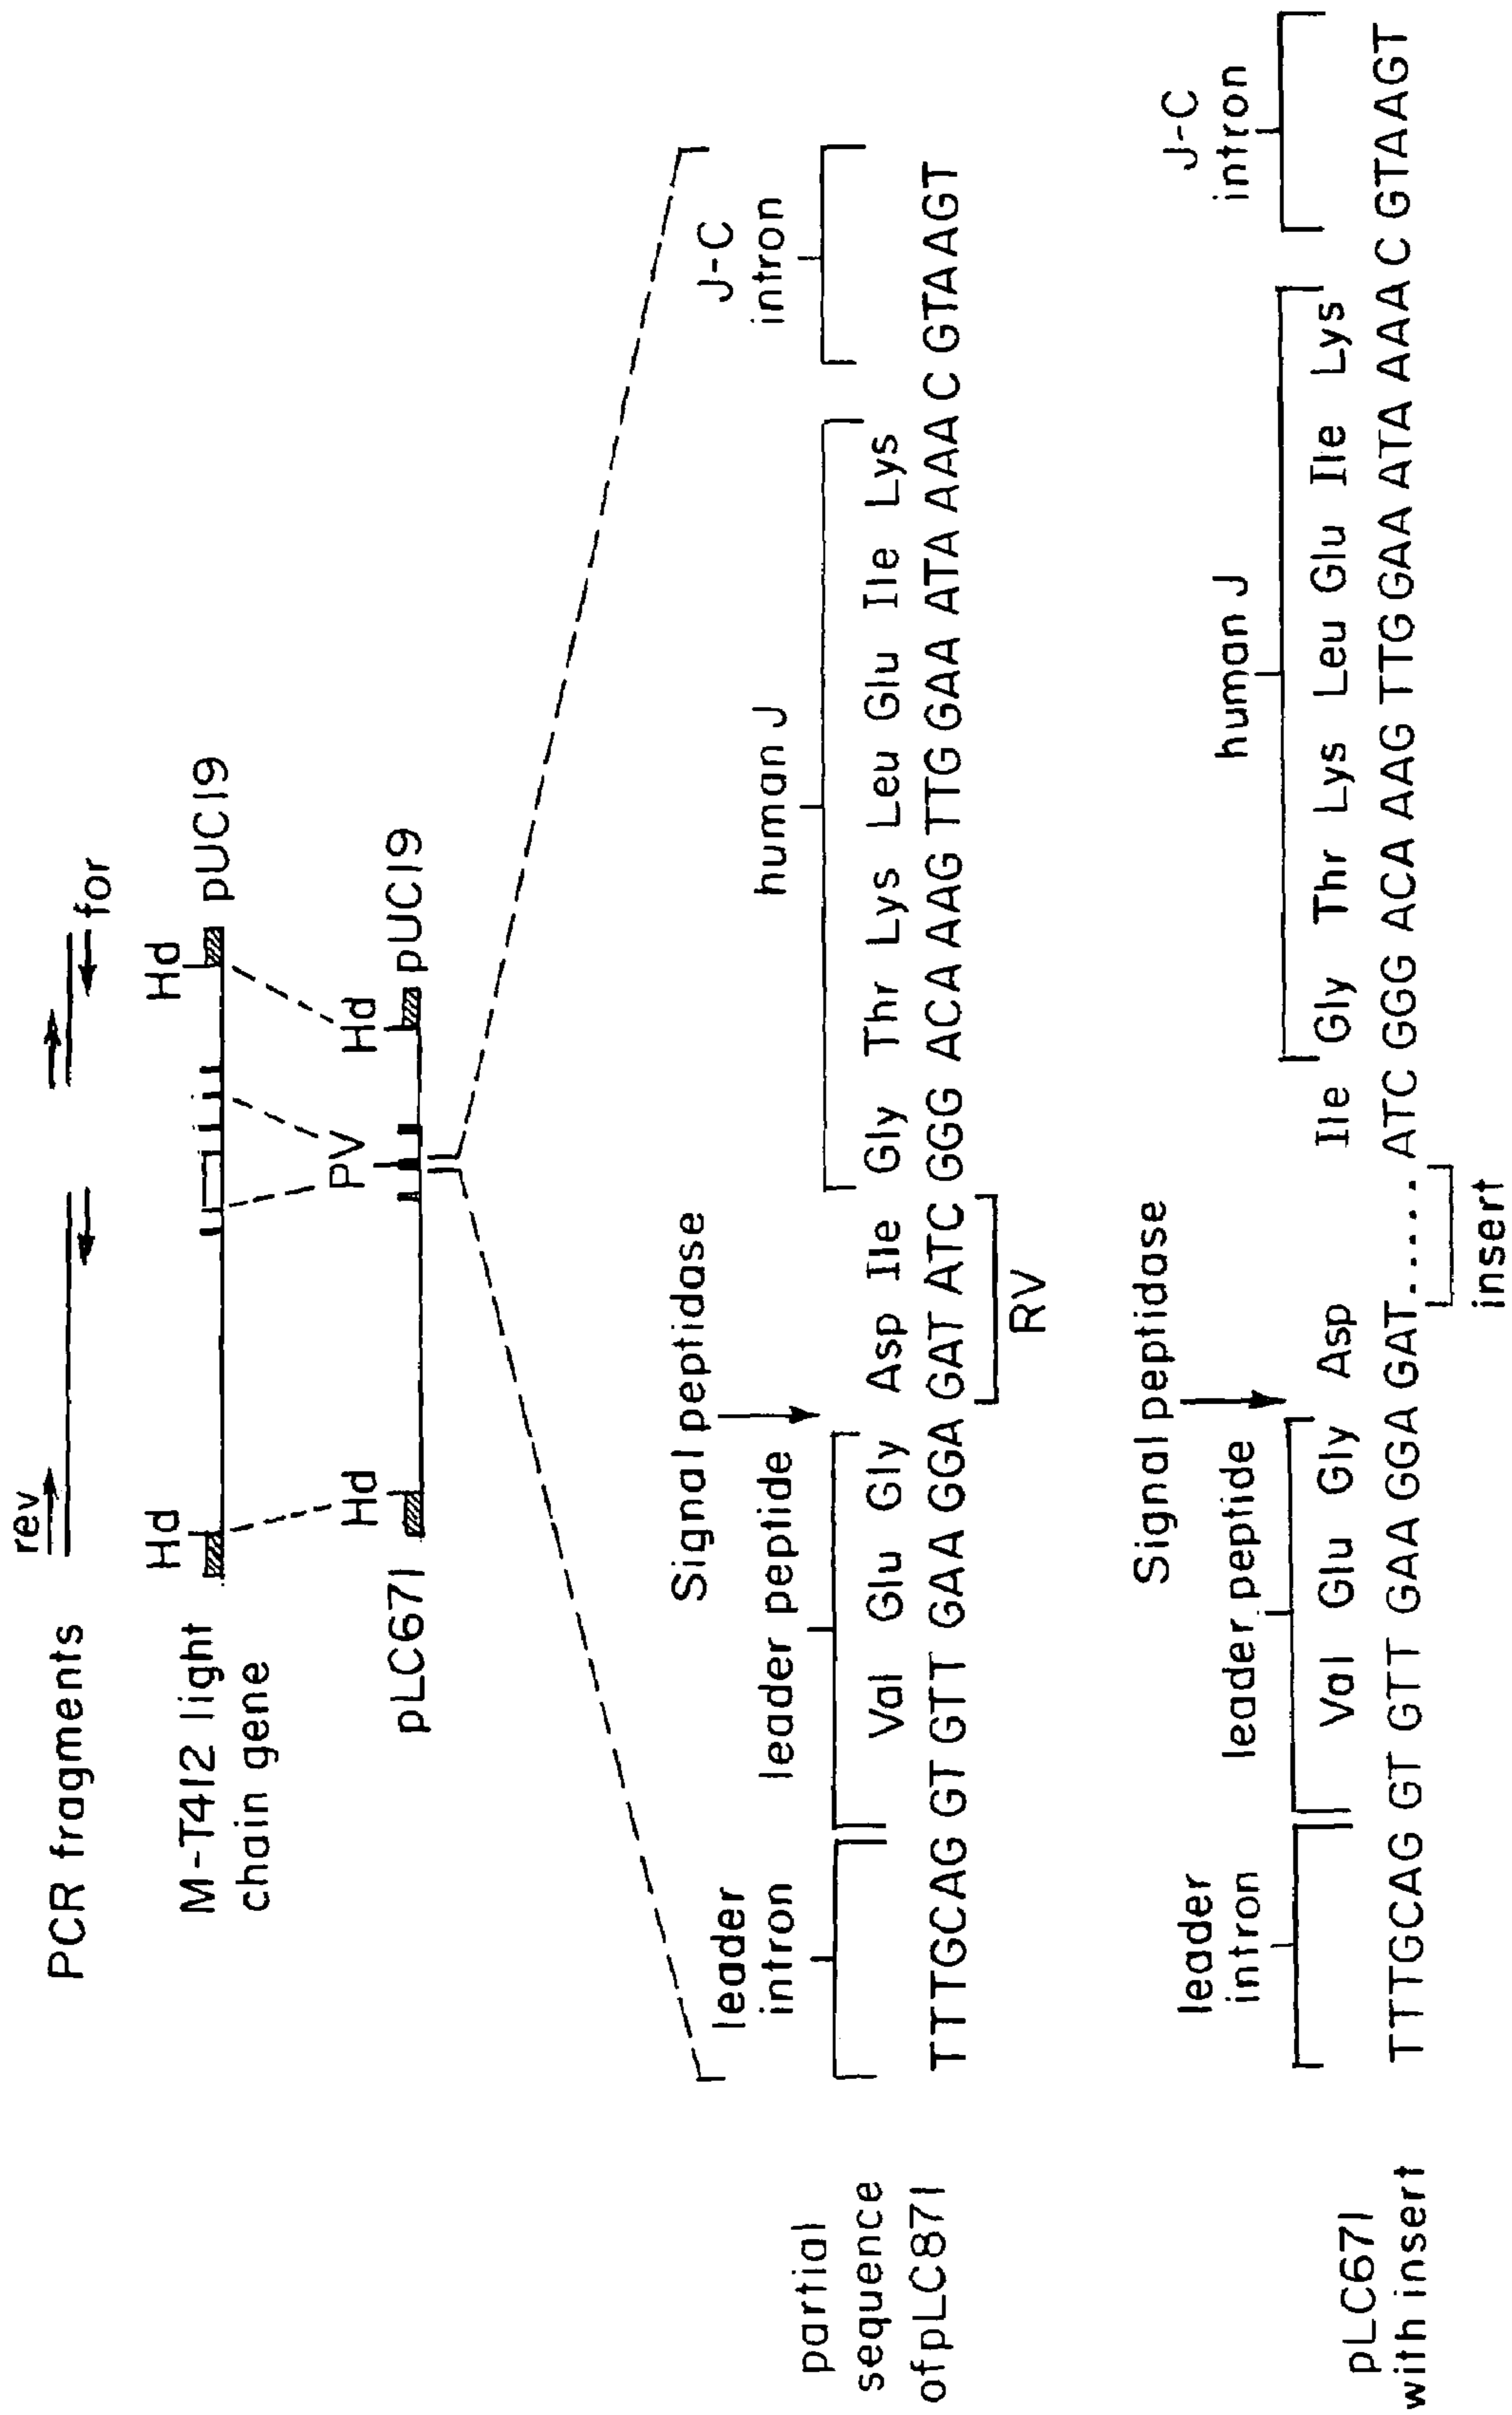 rev
for
PCR fragments
Hd
Hd
pUC19
M-T412 light
chain gene
Hd
PV
Hd
pLC671
pUC19
Signal peptidase
leader
intron
leader peptide
human J
J-C
intron
partial
sequence
of pLC871
Val Glu Gly Asp Ile Gly Thr Lys Leu Glu Ile Lys
TTTGCAG GT GTT GAA GGA GAT ATC GGG ACA AAG TTG GAA ATA AAA C GTAAGT
RV
Signal peptidase
leader
intron
leader peptide
human J
J-C
intron
pLC671
with insert
Val Glu Gly Asp Ile Gly Thr Lys Leu Glu Ile Lys
TTTGCAG GT GTT GAA GGA GAT.....ATC GGG ACA AAG TTG GAA ATA AAA C GTAAGT
insert